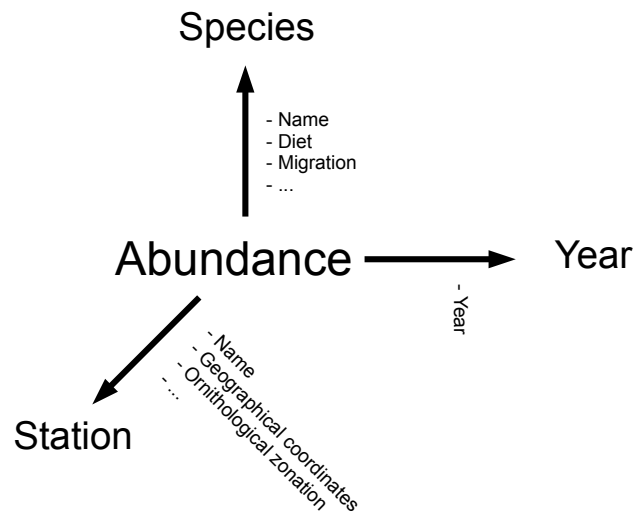 Species
- Name
- Diet
- Migration
- ...
Abundance
Year
- Year
- Name
- Geographical coordinates
- Ornithological zonation
- ...
Station